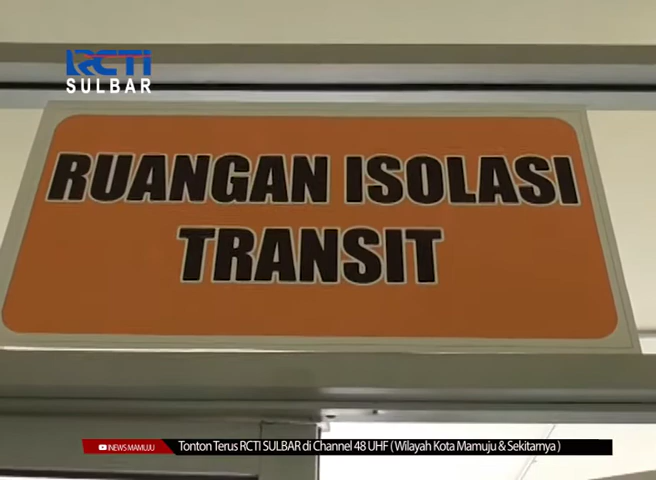 RCTI
SULBAR
RUANGAN ISOLASI
TRANSIT
INEWS MAMUJU
Tonton Terus RCTI SULBAR di Channel 48 UHF ( Wilayah Kota Mamuju & Sekitarnya )